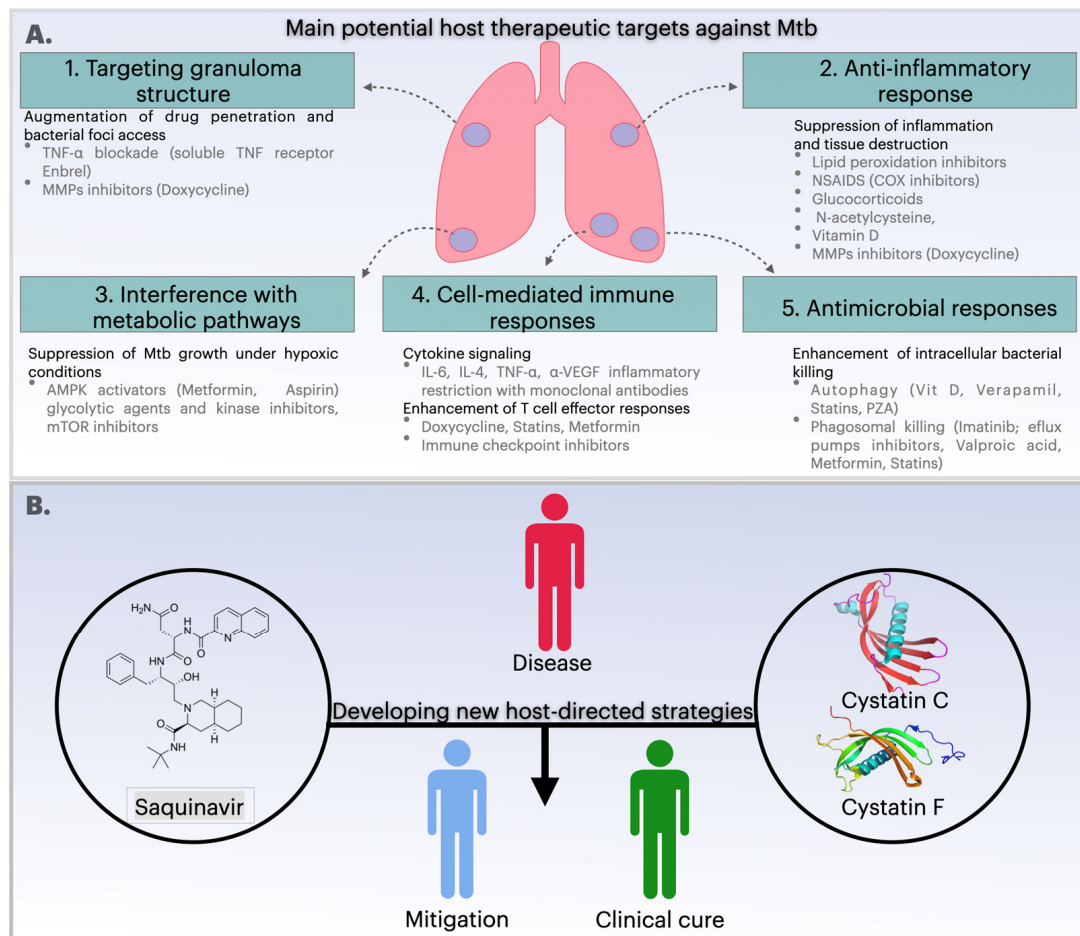 A.
Main potential host therapeutic targets against Mtb
1. Targeting granuloma
structure
Augmentation of drug penetration and
bacterial foci access
• TNF-α blockade (soluble TNF receptor
Enbrel)
• MMPs inhibitors (Doxycycline)
2. Anti-inflammatory
response
Suppression of inflammation
and tissue destruction
• Lipid peroxidation inhibitors
• NSAIDS (COX inhibitors)
• Glucocorticoids
• N-acetylcysteine,
• Vitamin D
• MMPs inhibitors (Doxycycline)
3. Interference with
metabolic pathways
Suppression of Mtb growth under hypoxic
conditions
• AMPK activators (Metformin, Aspirin)
glycolytic agents and kinase inhibitors,
mTOR inhibitors
4. Cell-mediated immune
responses
Cytokine signaling
• IL-6, IL-4, TNF-α, α-VEGF inflammatory
restriction with monoclonal antibodies
Enhancement of T cell effector responses
• Doxycycline, Statins, Metformin
• Immune checkpoint inhibitors
5. Antimicrobial responses
Enhancement of intracellular bacterial
killing
• Autophagy (Vit D, Verapamil,
Statins, PZA)
• Phagosomal killing (Imatinib; eflux
pumps inhibitors, Valproic acid,
Metformin, Statins)
B.
H₂N
O
H
N
O
N
HN
O
OH
H
N
O
H
NH
Saquinavir
Disease
Developing new host-directed strategies
Mitigation
Clinical cure
Cystatin C
Cystatin F